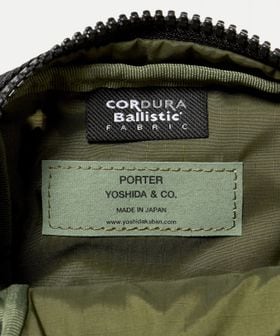 CORDURA
Ballistic®
FABRIC
PORTER
YOSHIDA & CO.
MADE IN JAPAN
www.yoshidakaban.com